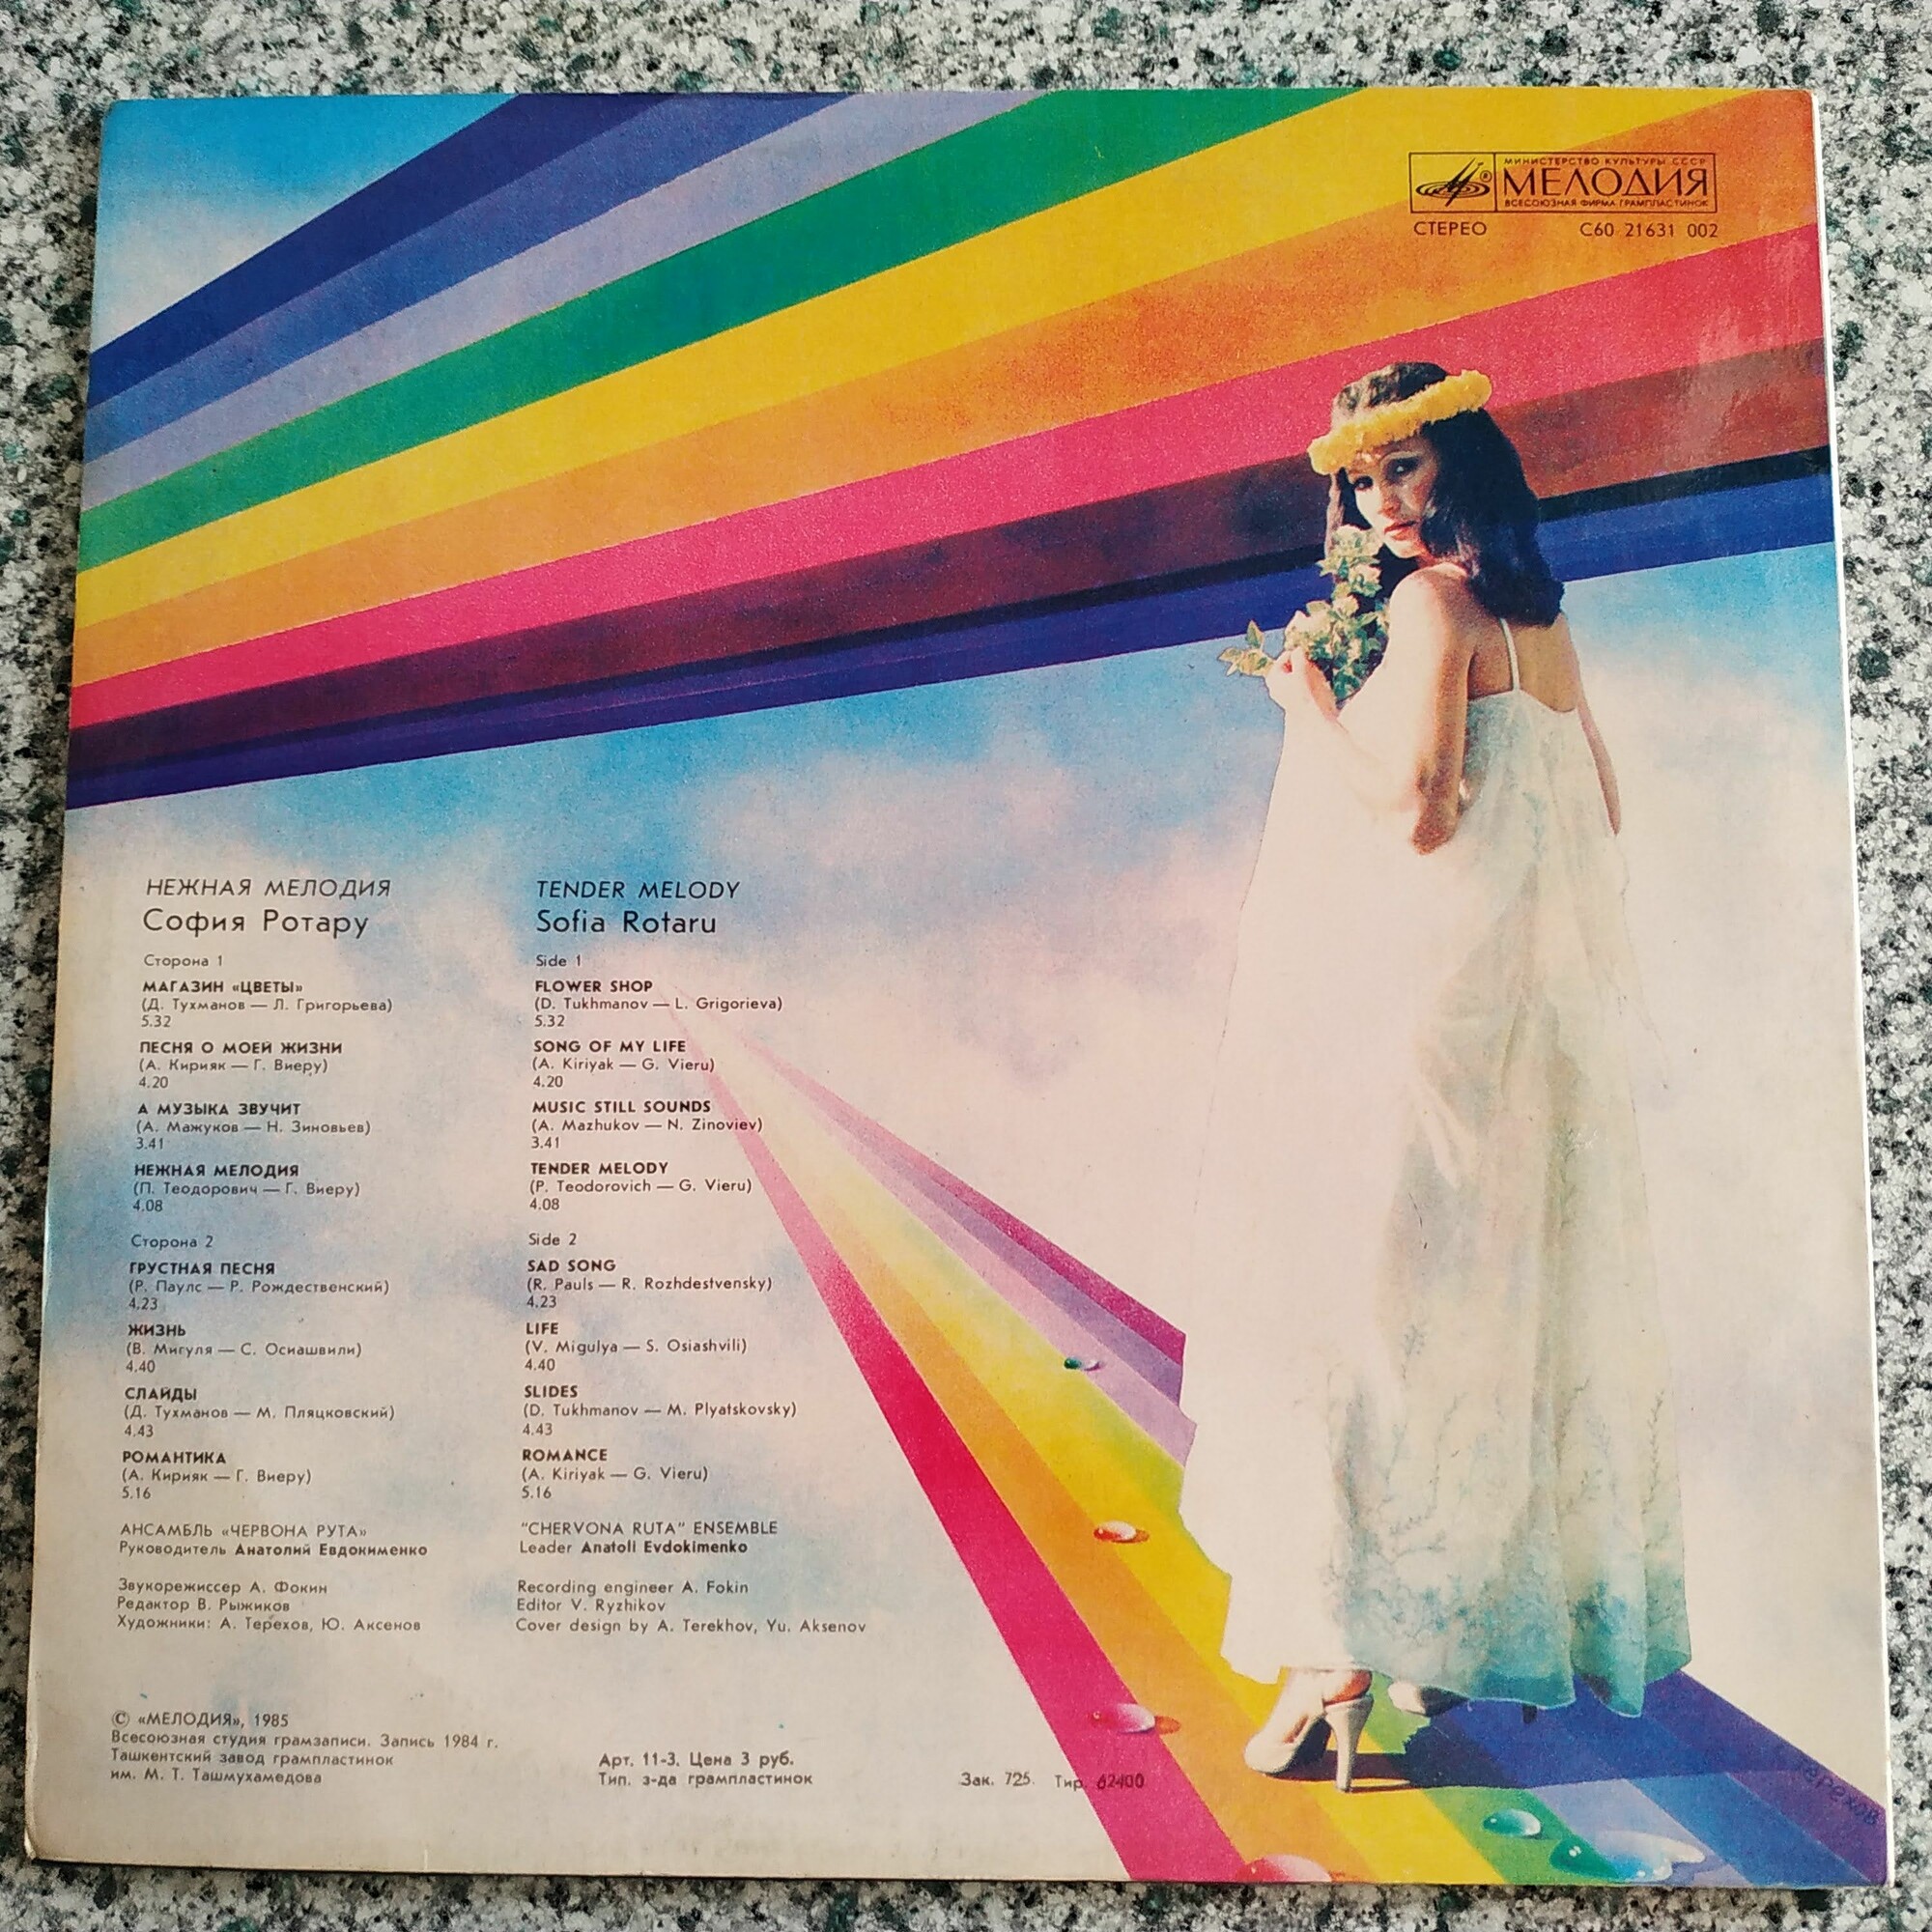 МИНИСТЕРСТВО КУЛЬТУРЫ СССР
МЕЛОДИЯ
ВСЕСОЮЗНАЯ ФИРМА ГРАМПЛАСТИНОК
СТЕРЕО С60 21631 002
НЕЖНАЯ МЕЛОДИЯ
София Ротару
Сторона 1
МАГАЗИН «ЦВЕТЫ»
(Д. Тухманов — Л. Григорьева)
5.32
ПЕСНЯ О МОЕЙ ЖИЗНИ
(А. Кирияк — Г. Виеру)
4.20
А МУЗЫКА ЗВУЧИТ
(А. Мажуков — Н. Зиновьев)
3.41
НЕЖНАЯ МЕЛОДИЯ
(П. Теодорович — Г. Виеру)
4.08
Сторона 2
ГРУСТНАЯ ПЕСНЯ
(Р. Паулс — Р. Рождественский)
4.23
ЖИЗНЬ
(В. Мигуля — С. Осиашвили)
4.40
СЛАЙДЫ
(Д. Тухманов — М. Пляцковский)
4.43
РОМАНТИКА
(А. Кирияк — Г. Виеру)
5.16
АНСАМБЛЬ «ЧЕРВОНА РУТА»
Руководитель Анатолий Евдокименко
Звукорежиссер А. Фокин
Редактор В. Рыжиков
Художники: А. Терехов, Ю. Аксенов
TENDER MELODY
Sofia Rotaru
Side 1
FLOWER SHOP
(D. Tukhmanov — L. Grigorieva)
5.32
SONG OF MY LIFE
(A. Kiriyak — G. Vieru)
4.20
MUSIC STILL SOUNDS
(A. Mazhukov — N. Zinoviev)
3.41
TENDER MELODY
(P. Teodorovich — G. Vieru)
4.08
Side 2
SAD SONG
(R. Pauls — R. Rozhdestvensky)
4.23
LIFE
(V. Migulya — S. Osiashvili)
4.40
SLIDES
(D. Tukhmanov — M. Plyatskovsky)
4.43
ROMANCE
(A. Kiriyak — G. Vieru)
5.16
"CHERVONA RUTA" ENSEMBLE
Leader Anatoli Evdokimenko
Recording engineer A. Fokin
Editor V. Ryzhikov
Cover design by A. Terekhov, Yu. Aksenov
© «МЕЛОДИЯ», 1985
Всесоюзная студия грамзаписи. Запись 1984 г.
Ташкентский завод грампластинок
им. М. Т. Ташмухамедова
Арт. 11-3. Цена 3 руб.
Тип. з-да грампластинок
Зак. 725. Тир. 62400